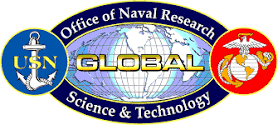 Office of Naval Research
USN
GLOBAL
Science & Technology